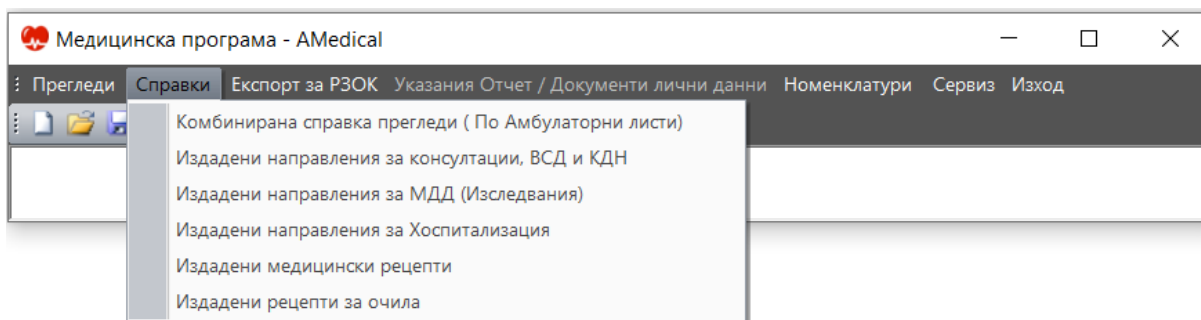 Медицинска програма - AMedical
Прегледи Справки Експорт за РЗОК Указания Отчет / Документи лични данни Номенклатури Сервиз Изход
Комбинирана справка прегледи ( По Амбулаторни листи)
Издадени направления за консултации, ВСД и КДН
Издадени направления за МДД (Изследвания)
Издадени направления за Хоспитализация
Издадени медицински рецепти
Издадени рецепти за очила